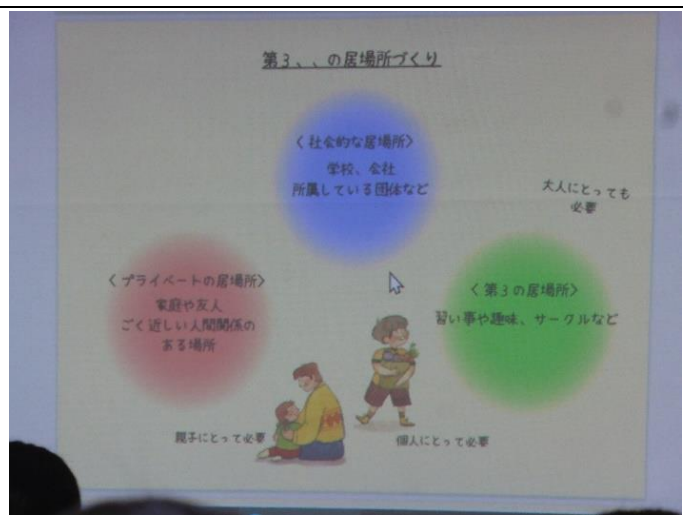 第3、、の居場所づくり
〈社会的な居場所〉
学校、会社
所属している団体など
大人にとっても
必要
〈プライベートの居場所〉
家庭や友人
ごく近しい人間関係の
ある場所
〈第3の居場所〉
習い事や趣味、サークルなど
親子にとって必要
個人にとって必要